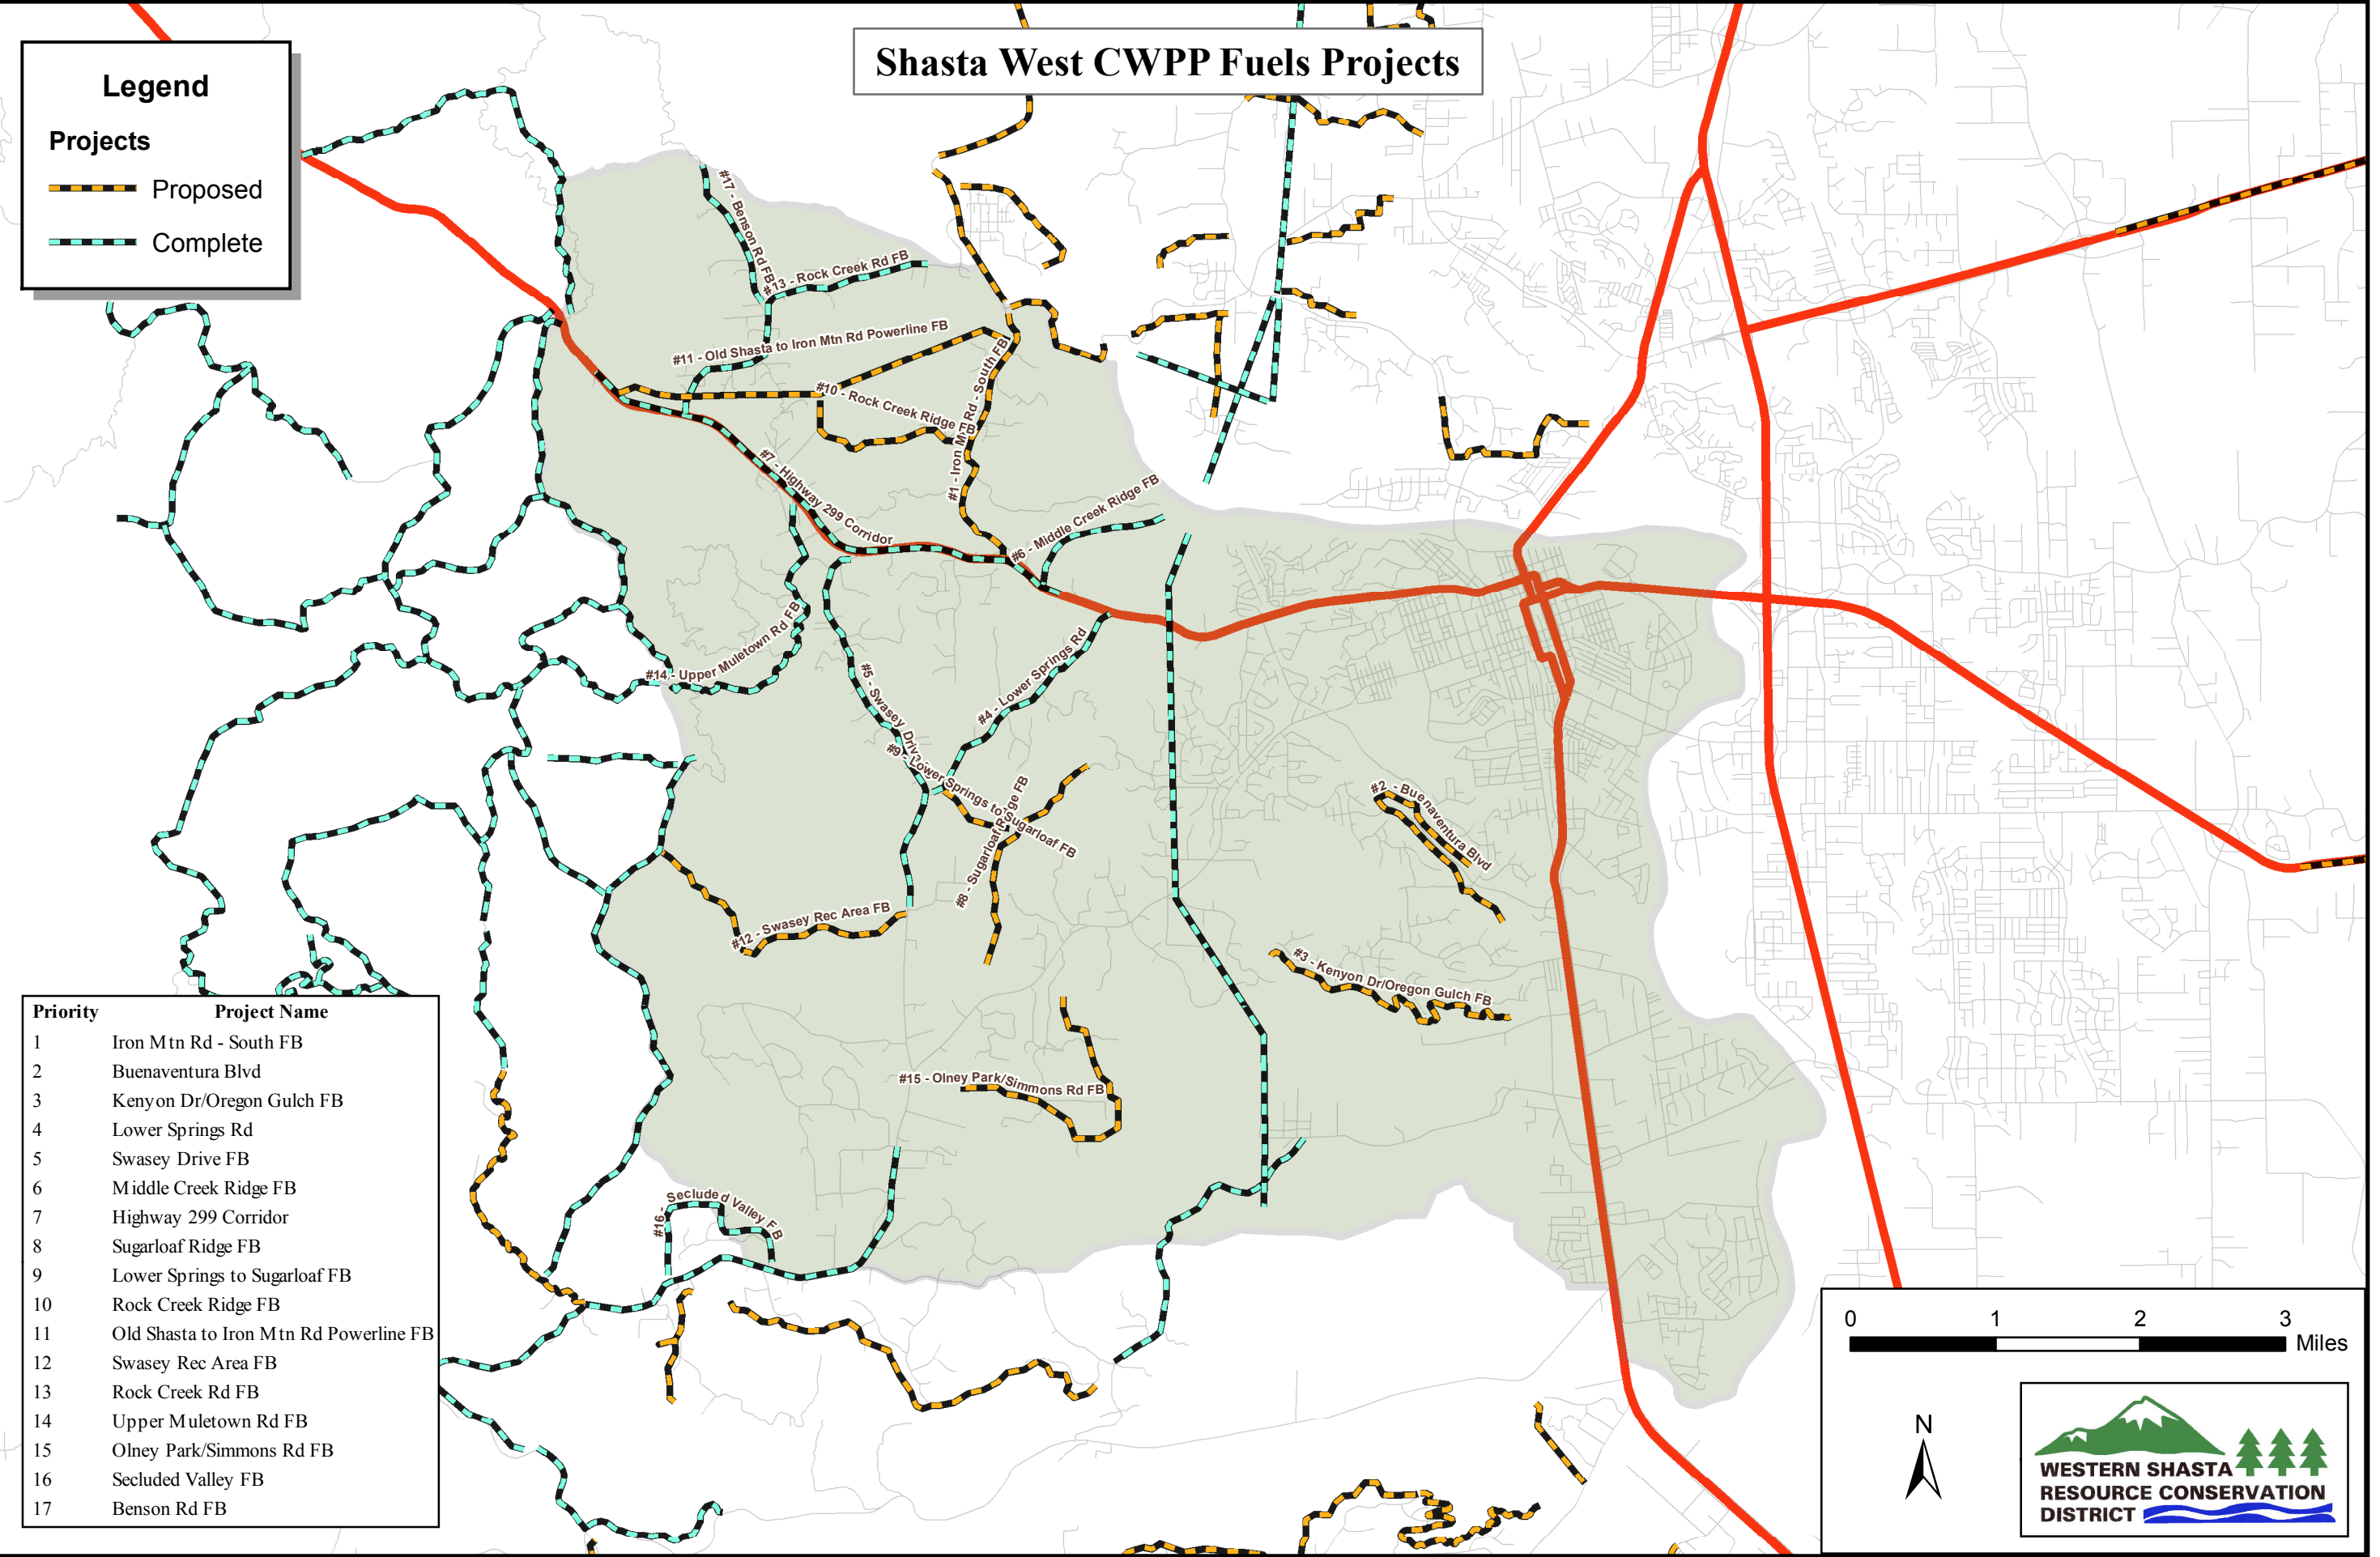 Shasta West CWPP Fuels Projects
Legend
Projects
Proposed
Complete
#17 - Benson Rd FB
#13 - Rock Creek Rd FB
#11 - Old Shasta to Iron Mtn Rd Powerline FB
#10 - Rock Creek Ridge FB
#1 - Iron Mtn Rd - South FB
#7 - Highway 299 Corridor
#6 - Middle Creek Ridge FB
#14 - Upper Muletown Rd FB
#5 - Swasey Drive
#4 - Lower Springs Rd
#9 - Lower Springs to Sugarloaf FB
#8 - Sugarloaf Ridge FB
#2 - Buenaventura Blvd
#12 - Swasey Rec Area FB
#3 - Kenyon Dr/Oregon Gulch FB
#15 - Olney Park/Simmons Rd FB
#16 - Secluded Valley FB
Priority Project Name
1 Iron Mtn Rd - South FB
2 Buenaventura Blvd
3 Kenyon Dr/Oregon Gulch FB
4 Lower Springs Rd
5 Swasey Drive FB
6 Middle Creek Ridge FB
7 Highway 299 Corridor
8 Sugarloaf Ridge FB
9 Lower Springs to Sugarloaf FB
10 Rock Creek Ridge FB
11 Old Shasta to Iron Mtn Rd Powerline FB
12 Swasey Rec Area FB
13 Rock Creek Rd FB
14 Upper Muletown Rd FB
15 Olney Park/Simmons Rd FB
16 Secluded Valley FB
17 Benson Rd FB
0 1 2 3
Miles
N
WESTERN SHASTA
RESOURCE CONSERVATION
DISTRICT